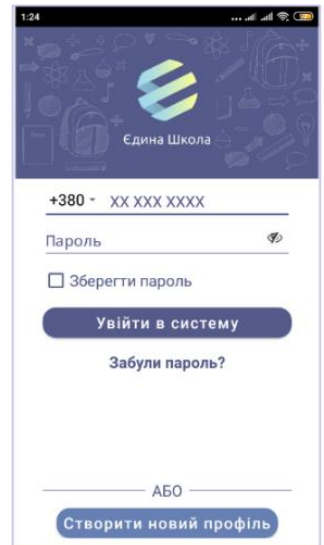 1:24
Єдина Школа
+380 XX XXX XXXX
Пароль
Зберегти пароль
Увійти в систему
Забули пароль?
АБО
Створити новий профіль